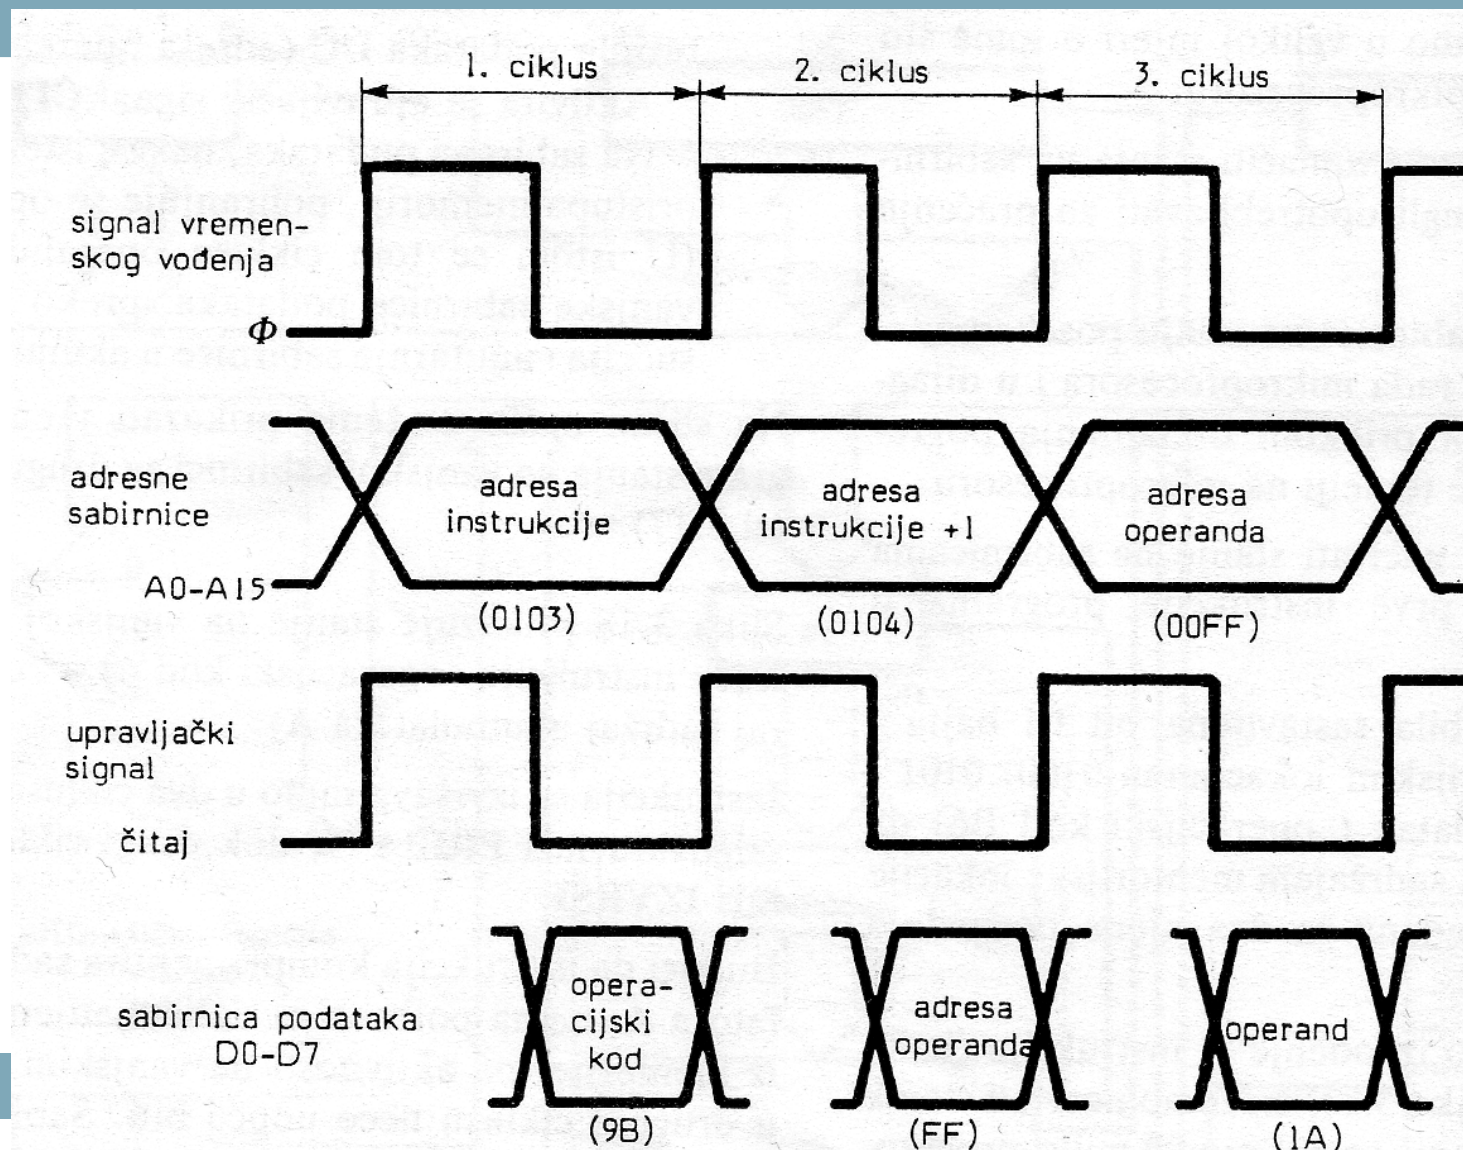 1. ciklus
2. ciklus
3. ciklus
signal vremen-
skog vođenja
Φ
adresne
sabirnice
A0-A15
adresa
instrukcije
(0103)
adresa
instrukcije +1
(0104)
adresa
operanda
(00FF)
upravljački
signal
čitaj
sabirnica podataka
D0-D7
opera-
cijski
kod
(9B)
adresa
operanda
(FF)
operand
(1A)